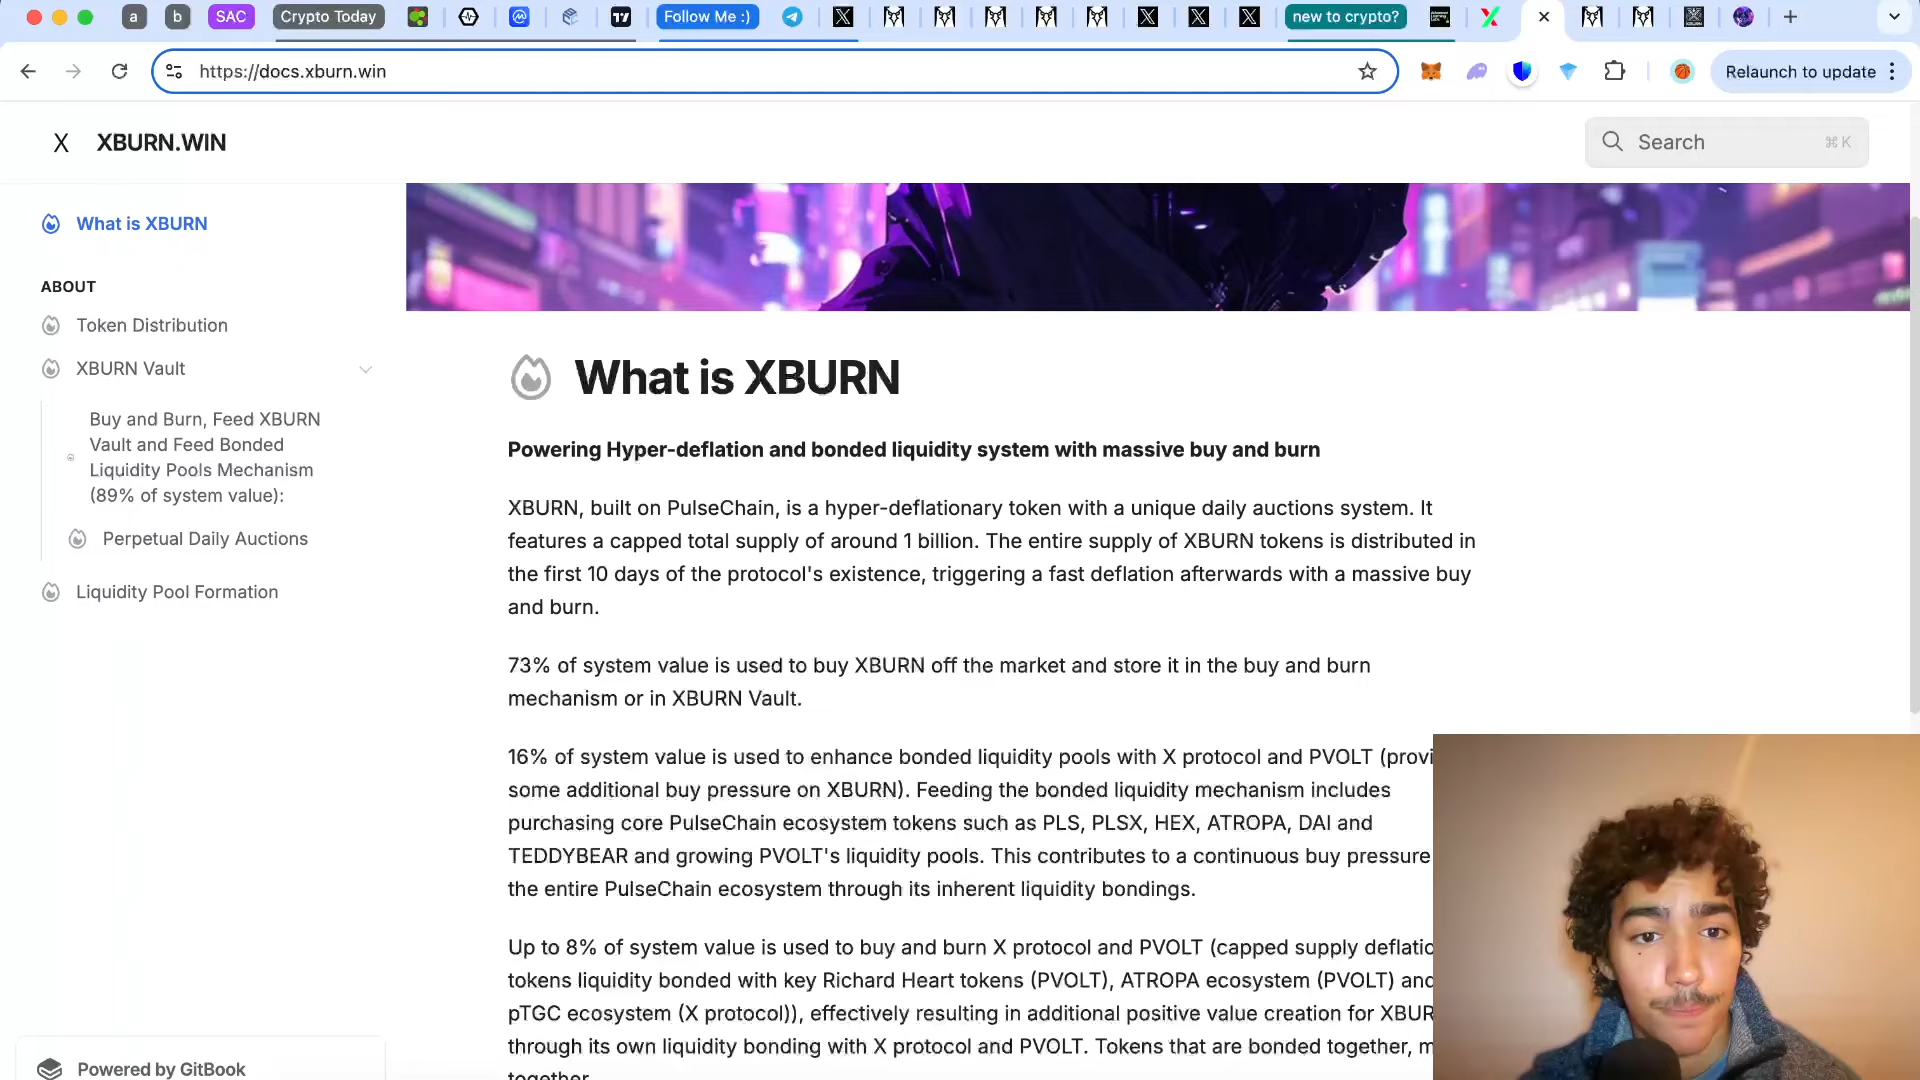 a
b
SAC
Crypto Today
Follow Me :)
new to crypto?
https://docs.xburn.win
Relaunch to update
X XBURN.WIN
Search ⌘K
What is XBURN
ABOUT
Token Distribution
XBURN Vault
Buy and Burn, Feed XBURN
Vault and Feed Bonded
Liquidity Pools Mechanism
(89% of system value):
Perpetual Daily Auctions
Liquidity Pool Formation
Powered by GitBook
What is XBURN
Powering Hyper-deflation and bonded liquidity system with massive buy and burn
XBURN, built on PulseChain, is a hyper-deflationary token with a unique daily auctions system. It
features a capped total supply of around 1 billion. The entire supply of XBURN tokens is distributed in
the first 10 days of the protocol's existence, triggering a fast deflation afterwards with a massive buy
and burn.
73% of system value is used to buy XBURN off the market and store it in the buy and burn
mechanism or in XBURN Vault.
16% of system value is used to enhance bonded liquidity pools with X protocol and PVOLT (provi
some additional buy pressure on XBURN). Feeding the bonded liquidity mechanism includes
purchasing core PulseChain ecosystem tokens such as PLS, PLSX, HEX, ATROPA, DAI and
TEDDYBEAR and growing PVOLT's liquidity pools. This contributes to a continuous buy pressure
the entire PulseChain ecosystem through its inherent liquidity bondings.
Up to 8% of system value is used to buy and burn X protocol and PVOLT (capped supply deflatio
tokens liquidity bonded with key Richard Heart tokens (PVOLT), ATROPA ecosystem (PVOLT) and
pTGC ecosystem (X protocol)), effectively resulting in additional positive value creation for XBUR
through its own liquidity bonding with X protocol and PVOLT. Tokens that are bonded together, m
together